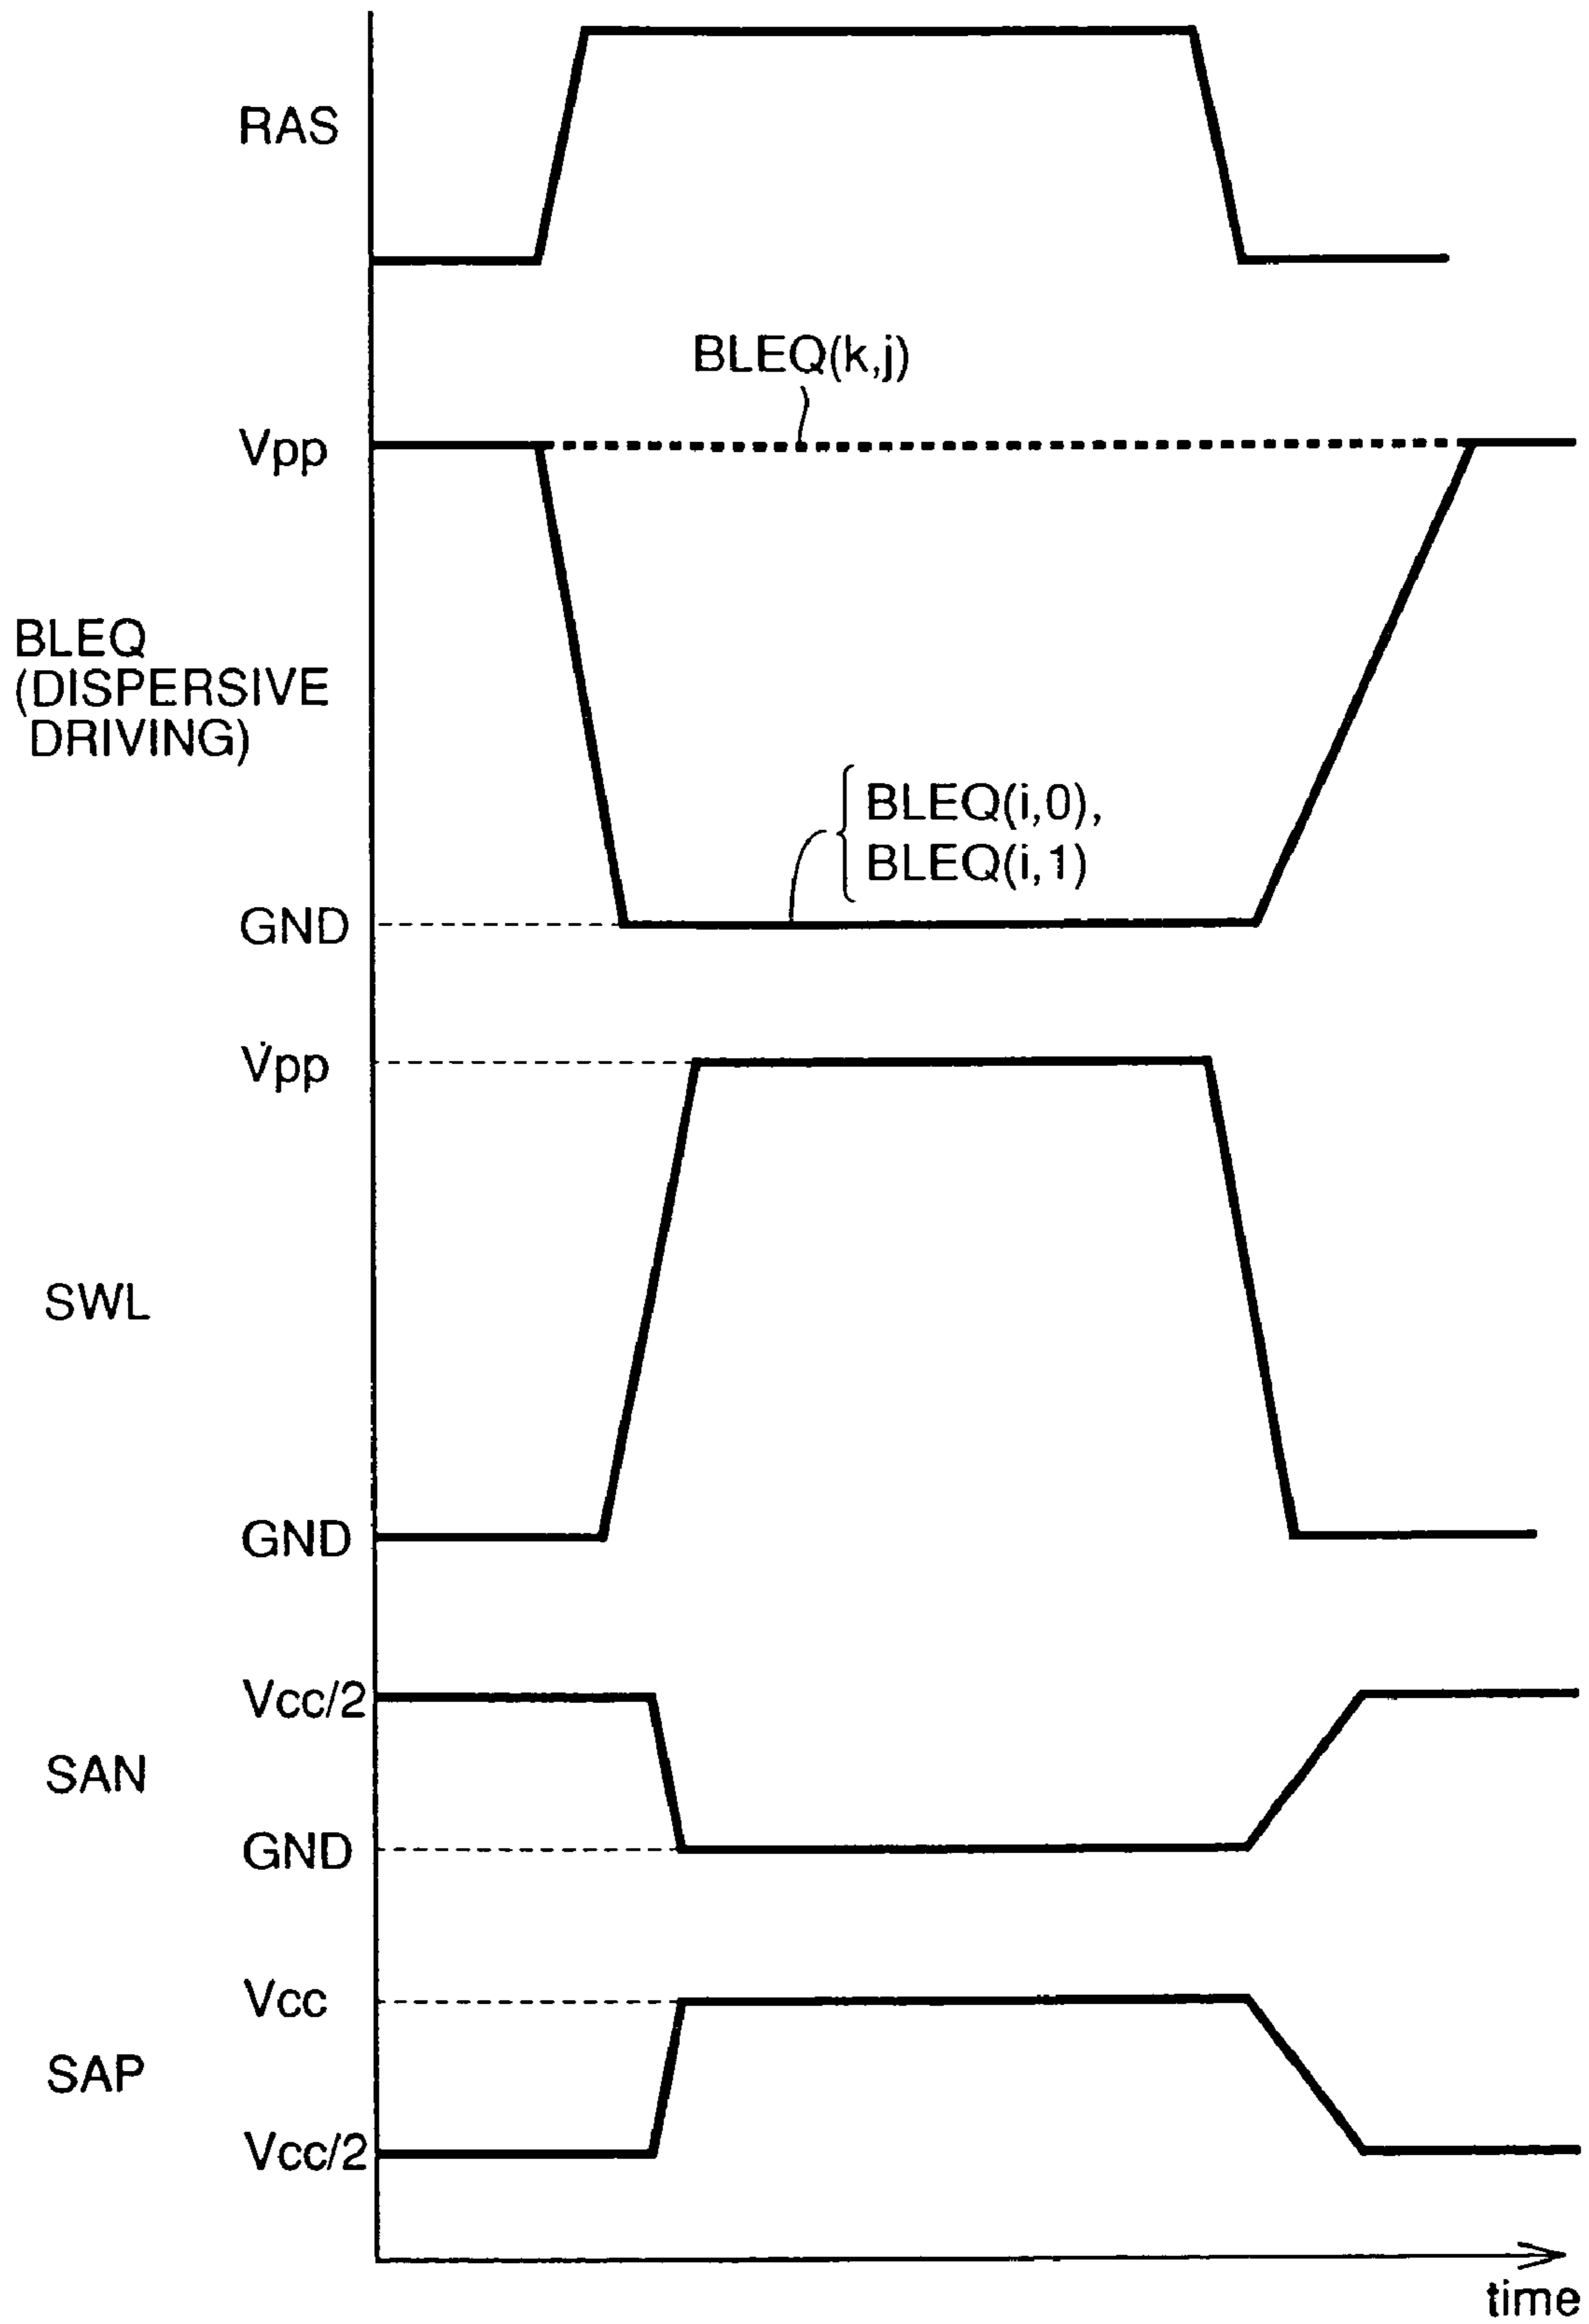 RAS
BLEQ(k,j)
Vpp
BLEQ
(DISPERSIVE
DRIVING)
BLEQ(i,0),
BLEQ(i,1)
GND
Vpp
SWL
GND
Vcc/2
SAN
GND
Vcc
SAP
Vcc/2
time